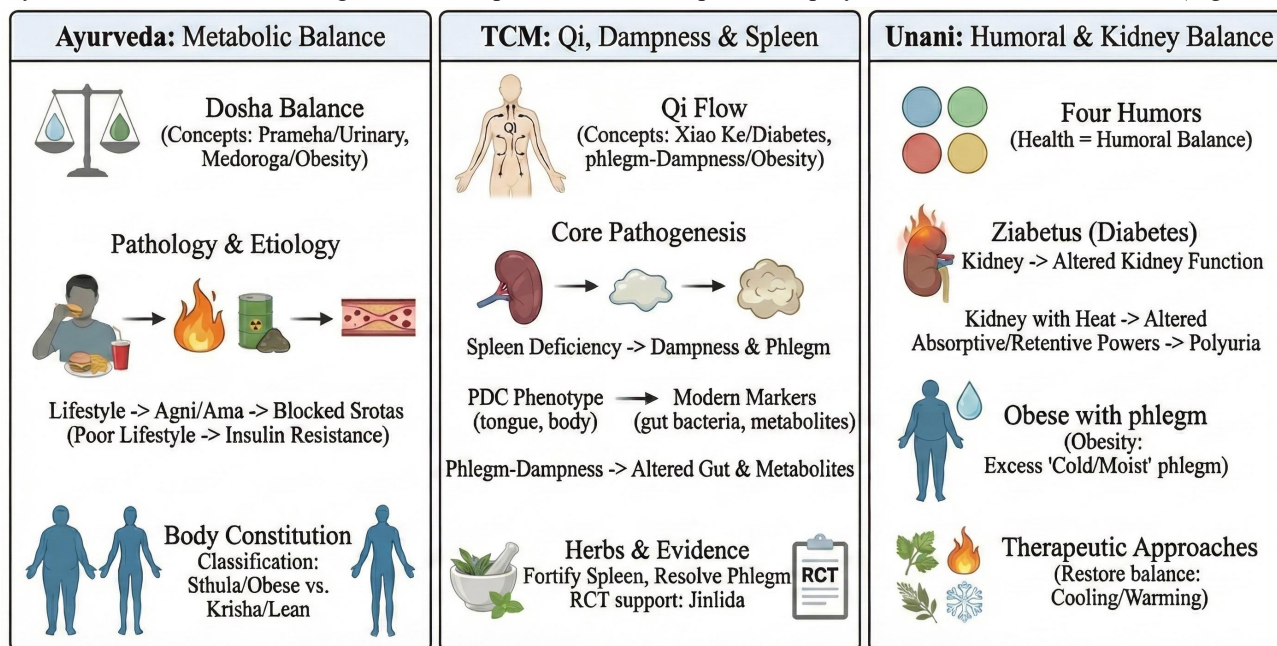 Ayurveda: Metabolic Balance
Dosha Balance
(Concepts: Prameha/Urinary,
Medoroga/Obesity)
Pathology & Etiology
Lifestyle -> Agni/Ama -> Blocked Srotas
(Poor Lifestyle -> Insulin Resistance)
Body Constitution
Classification:
Sthula/Obese vs.
Krisha/Lean
TCM: Qi, Dampness & Spleen
QI
Qi Flow
(Concepts: Xiao Ke/Diabetes,
phlegm-Dampness/Obesity)
Core Pathogenesis
Spleen Deficiency -> Dampness & Phlegm
PDC Phenotype
(tongue, body)
Modern Markers
(gut bacteria, metabolites)
Phlegm-Dampness -> Altered Gut & Metabolites
Herbs & Evidence
Fortify Spleen, Resolve Phlegm
RCT support: Jinlida
RCT
Unani: Humoral & Kidney Balance
Four Humors
(Health = Humoral Balance)
Ziabetus (Diabetes)
Kidney -> Altered Kidney Function
Kidney with Heat -> Altered
Absorptive/Retentive Powers -> Polyuria
Obese with phlegm
(Obesity:
Excess 'Cold/Moist' phlegm)
Therapeutic Approaches
(Restore balance:
Cooling/Warming)